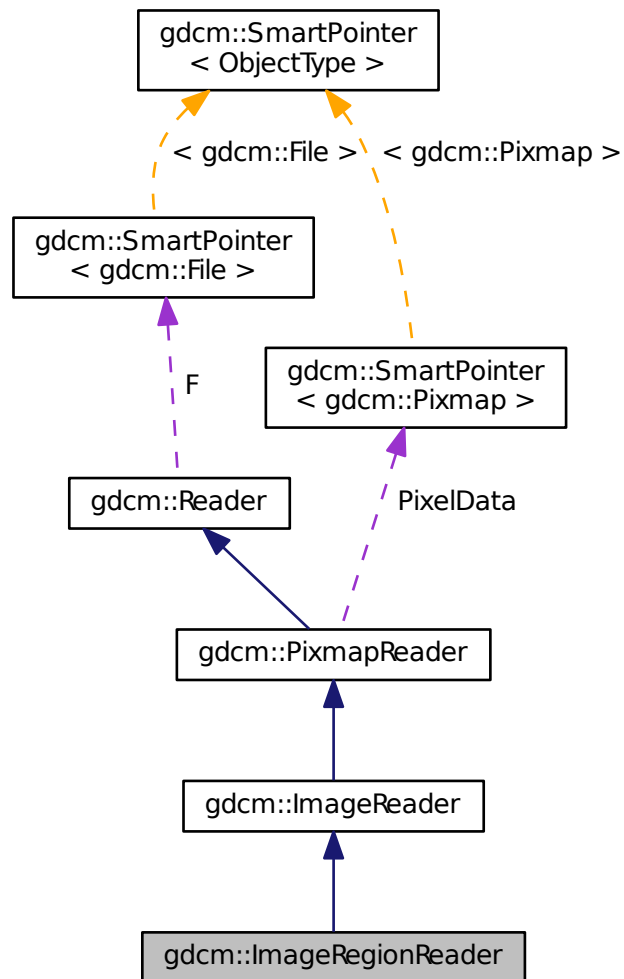 gdcm::SmartPointer
< ObjectType >
< gdcm::File >
< gdcm::Pixmap >
gdcm::SmartPointer
< gdcm::File >
gdcm::SmartPointer
< gdcm::Pixmap >
F
gdcm::Reader
PixelData
gdcm::PixmapReader
gdcm::ImageReader
gdcm::ImageRegionReader